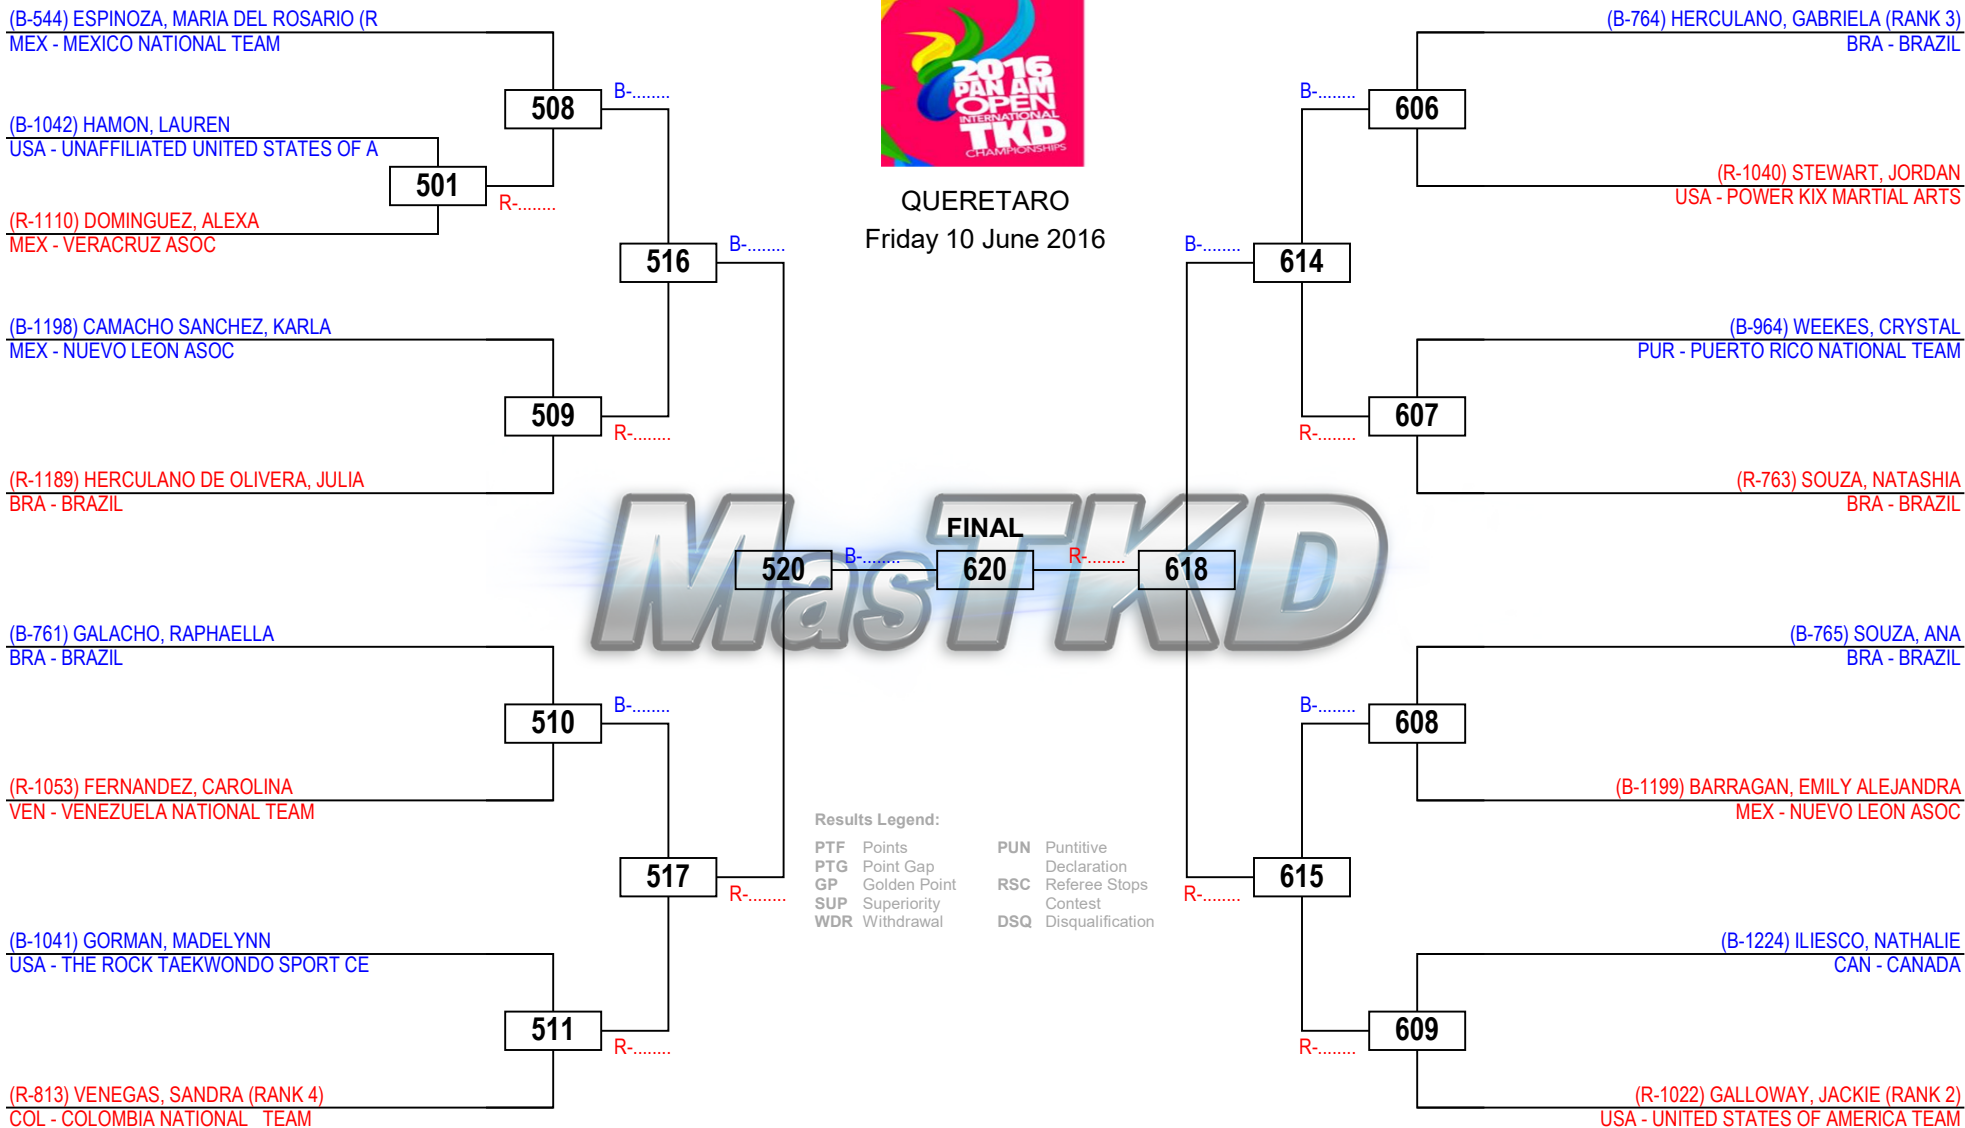 (B-544) ESPINOZA, MARIA DEL ROSARIO (R
MEX - MEXICO NATIONAL TEAM
(B-1042) HAMON, LAUREN
USA - UNAFFILIATED UNITED STATES OF A
(R-1110) DOMINGUEZ, ALEXA
MEX - VERACRUZ ASOC
(B-1198) CAMACHO SANCHEZ, KARLA
MEX - NUEVO LEON ASOC
(R-1189) HERCULANO DE OLIVERA, JULIA
BRA - BRAZIL
(B-761) GALACHO, RAPHAELLA
BRA - BRAZIL
(R-1053) FERNANDEZ, CAROLINA
VEN - VENEZUELA NATIONAL TEAM
(B-1041) GORMAN, MADELYNN
USA - THE ROCK TAEKWONDO SPORT CE
(R-813) VENEGAS, SANDRA (RANK 4)
COL - COLOMBIA NATIONAL TEAM
501
R-........
508
B-........
509
R-........
510
B-........
511
R-........
516
B-........
517
R-........
520
B-........
2016
PAN AM
OPEN
INTERNATIONAL
TKD
CHAMPIONSHIPS
QUERETARO
Friday 10 June 2016
MasTKD
FINAL
620
Results Legend:
PTF Points
PTG Point Gap
GP Golden Point
SUP Superiority
WDR Withdrawal
PUN Puntitive
Declaration
RSC Referee Stops
Contest
DSQ Disqualification
R-........
618
B-........
614
R-........
615
B-........
606
R-........
607
B-........
608
R-........
609
(B-764) HERCULANO, GABRIELA (RANK 3)
BRA - BRAZIL
(R-1040) STEWART, JORDAN
USA - POWER KIX MARTIAL ARTS
(B-964) WEEKES, CRYSTAL
PUR - PUERTO RICO NATIONAL TEAM
(R-763) SOUZA, NATASHIA
BRA - BRAZIL
(B-765) SOUZA, ANA
BRA - BRAZIL
(B-1199) BARRAGAN, EMILY ALEJANDRA
MEX - NUEVO LEON ASOC
(B-1224) ILIESCO, NATHALIE
CAN - CANADA
(R-1022) GALLOWAY, JACKIE (RANK 2)
USA - UNITED STATES OF AMERICA TEAM